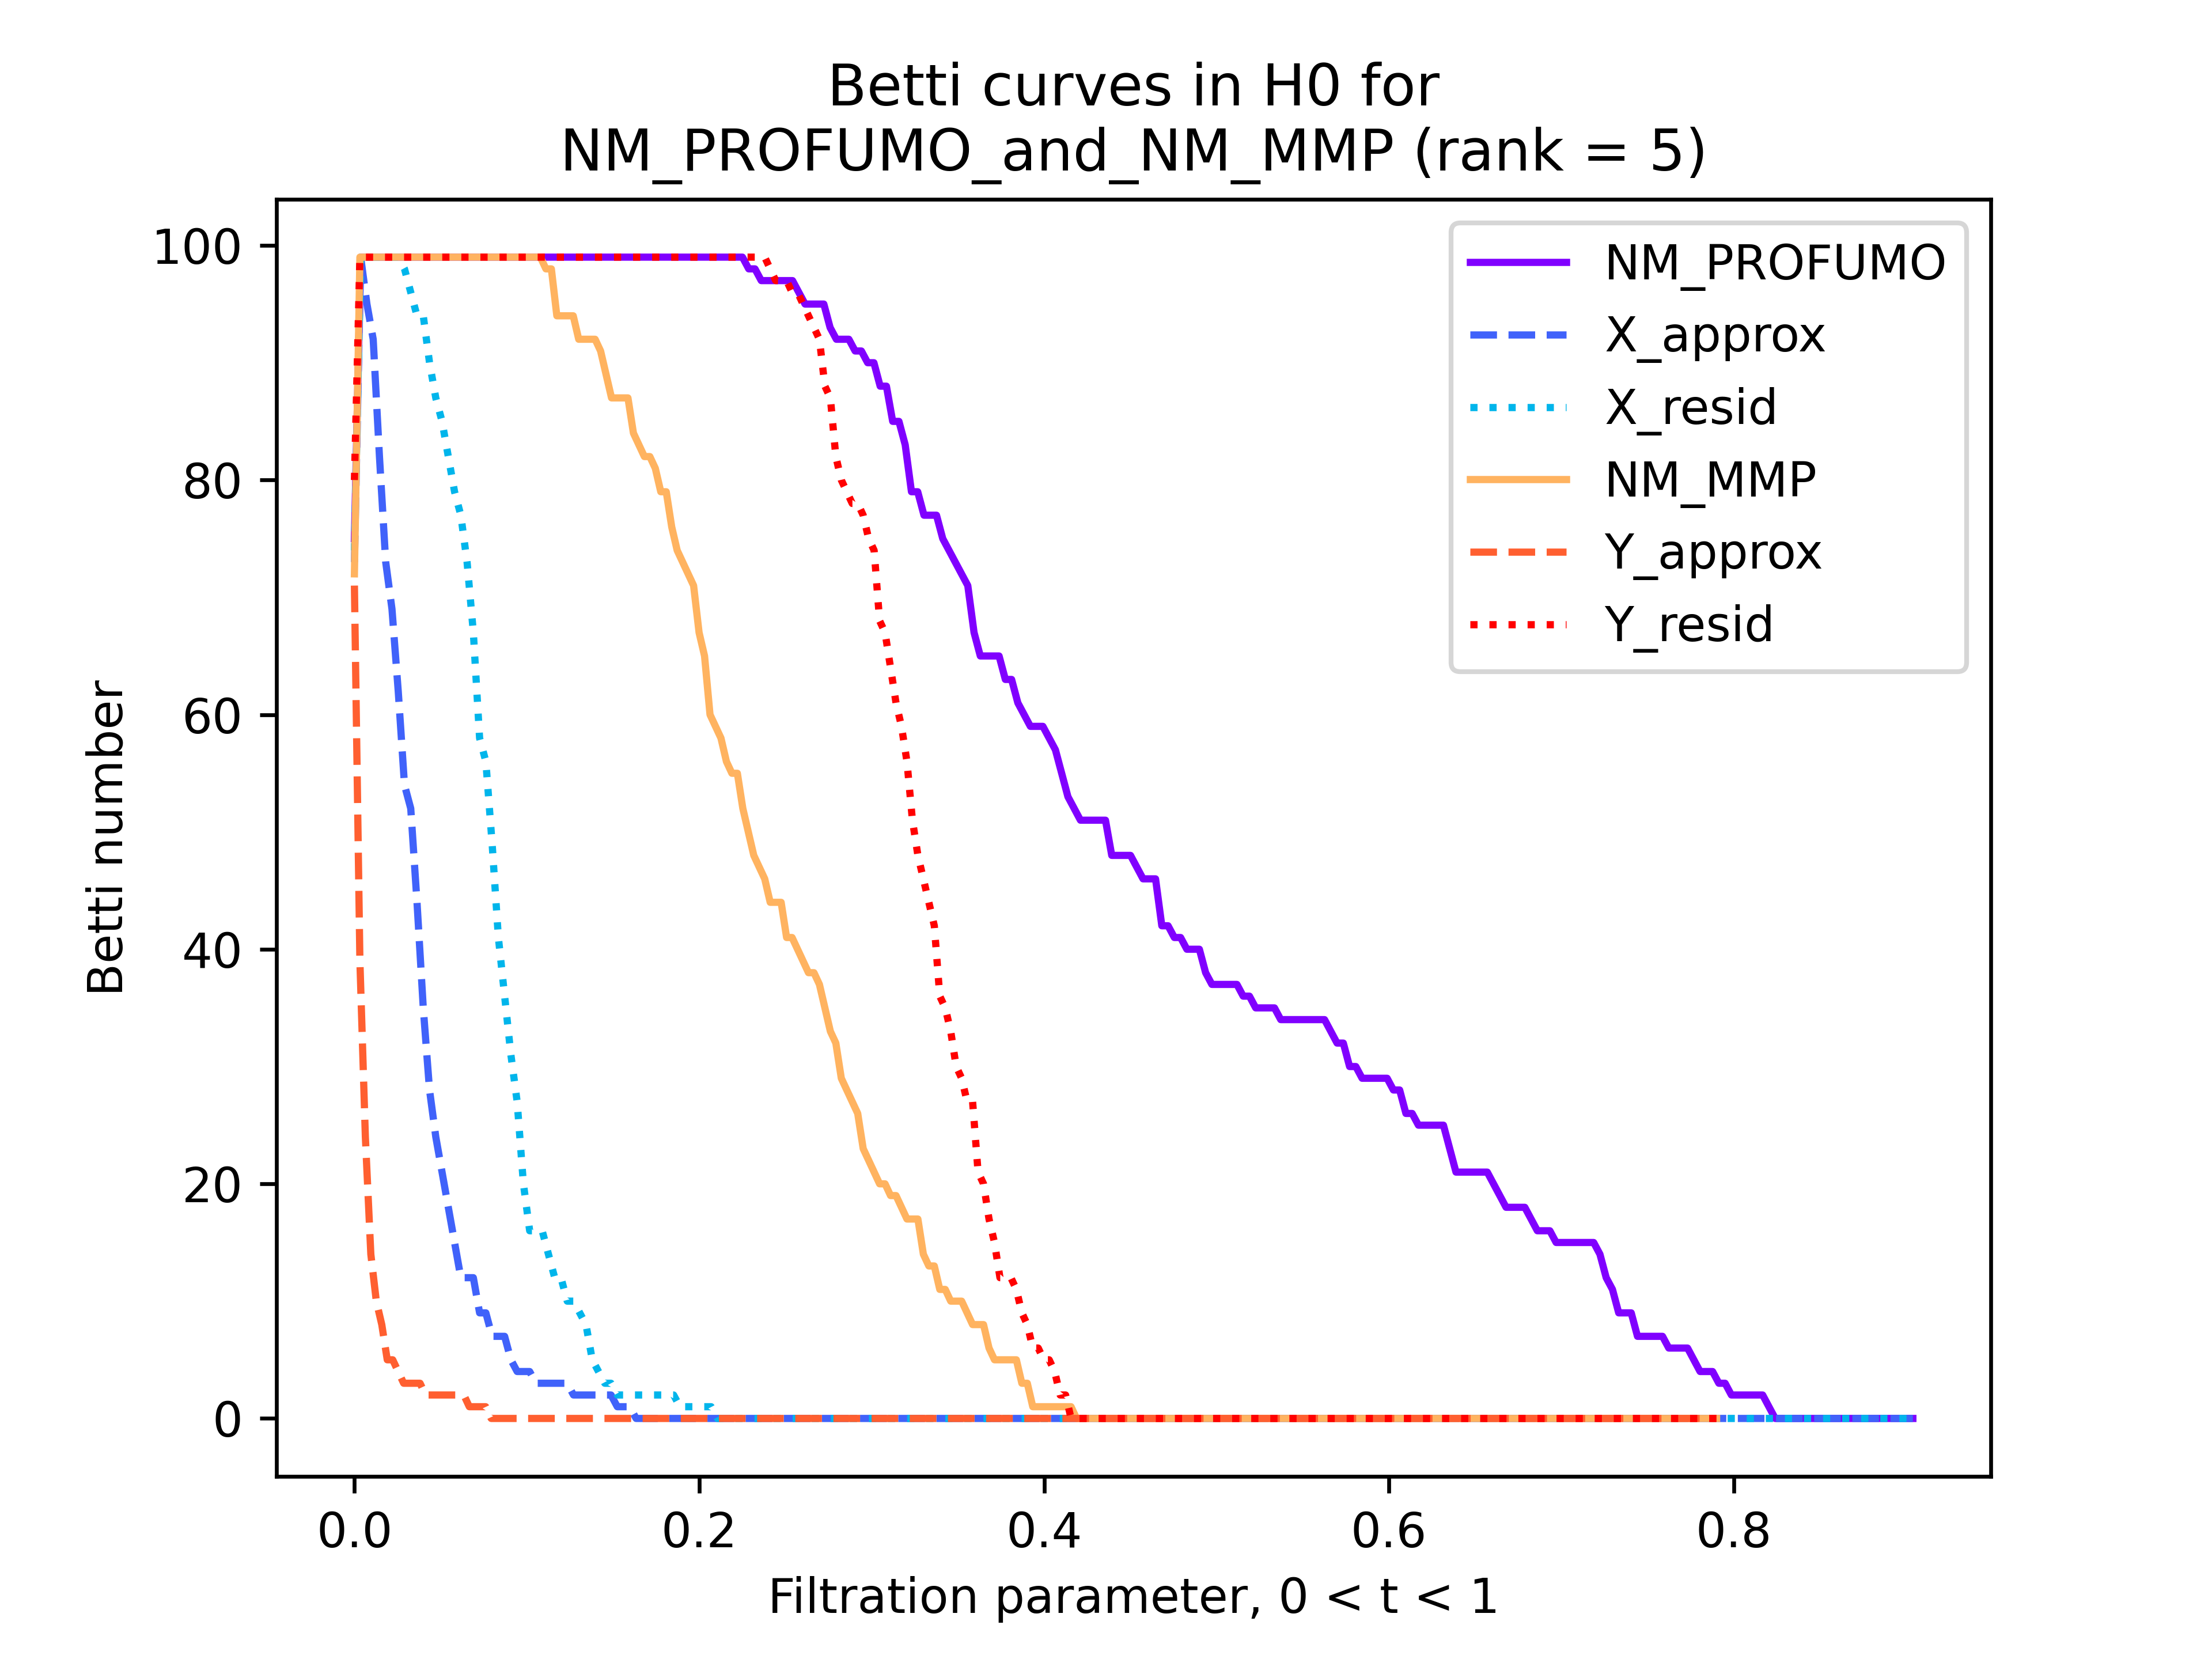 Betti curves in H0 for
NM_PROFUMO_and_NM_MMP (rank = 5)
NM_PROFUMO
X_approx
X_resid
NM_MMP
Y_approx
Y_resid
100
80
60
40
20
0
Betti number
0.0 0.2 0.4 0.6 0.8
Filtration parameter, 0 < t < 1